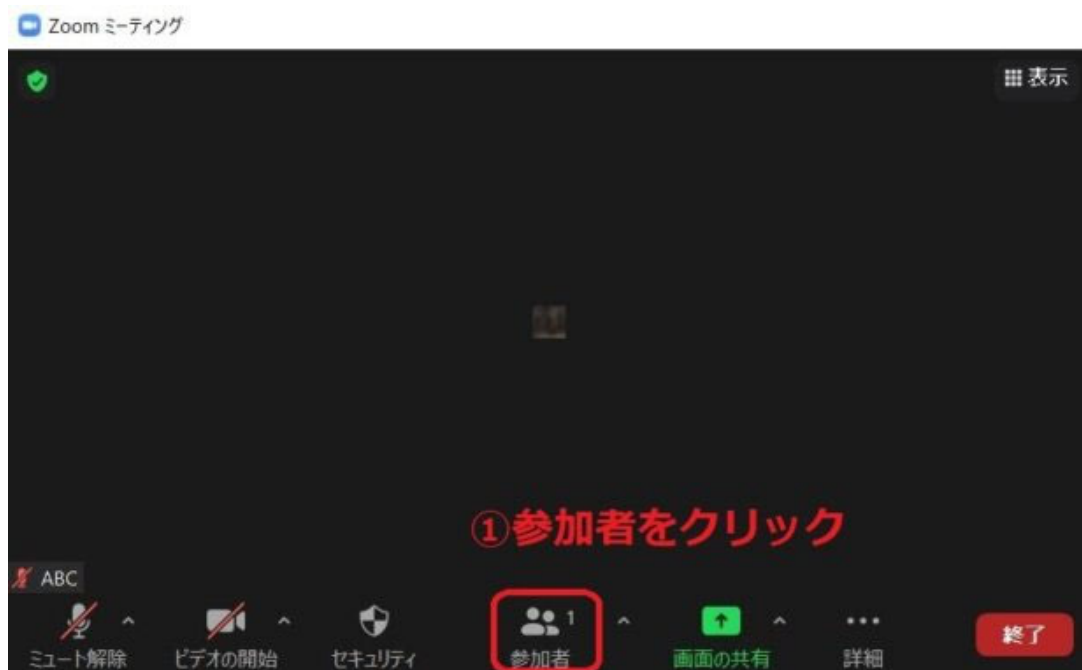 Zoom ミーティング
表示
①参加者をクリック
ABC
1
ミュート解除 ビデオの開始 セキュリティ 参加者 画面の共有 詳細 終了